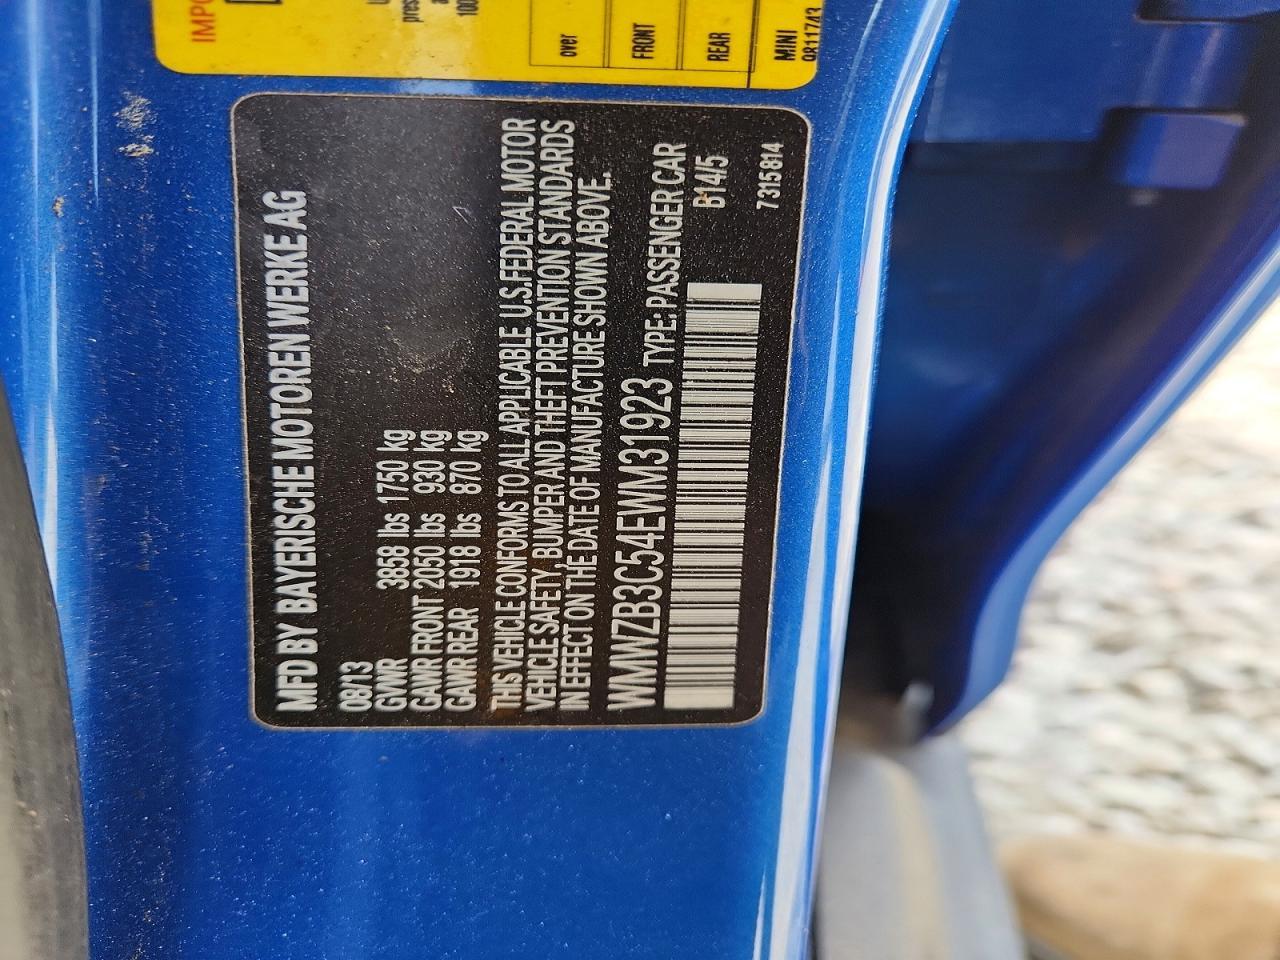 IMPO
over
FRONT
REAR
MINI
QR11743
MFD BY BAYERISCHE MOTOREN WERKE AG
08/13
GVWR 3858 lbs 1750 kg
GAWR FRONT 2050 lbs 930 kg
GAWR REAR 1918 lbs 870 kg
THIS VEHICLE CONFORMS TO ALL APPLICABLE U.S.FEDERAL MOTOR
VEHICLE SAFETY, BUMPER AND THEFT PREVENTION STANDARDS
IN EFFECT ON THE DATE OF MANUFACTURE SHOWN ABOVE.
WMWZB3C54EWM31923 TYPE:PASSENGER CAR
B14/5
7315814